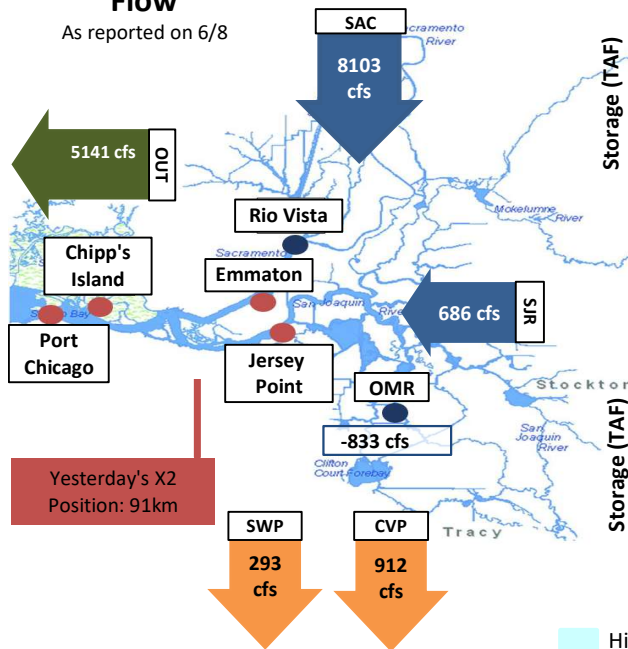 Flow
As reported on 6/8
SAC
8103
cfs
Sacramento
River
Storage (TAF)
5141 cfs
OUT
Rio Vista
Mokelumne
River
Chipp's
Island
Sacramento
Emmaton
San Joaquin
River
686 cfs
SJR
Port
Chicago
Jersey
Point
OMR
Stockton
-833 cfs
San
Joaquin
River
Clifton
Court Forebay
Storage (TAF)
Yesterday's X2
Position: 91km
SWP
CVP
Tracy
293
cfs
912
cfs
Hi